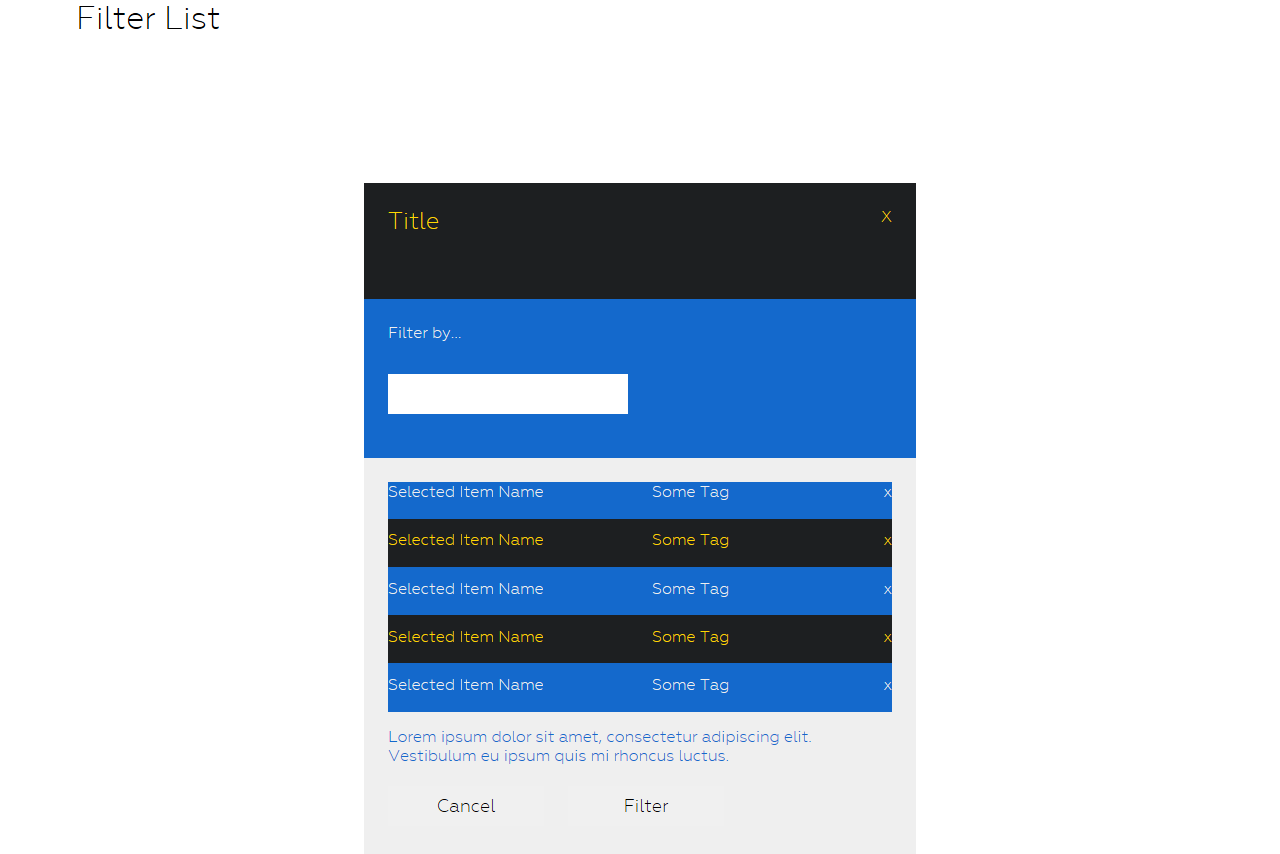 Filter List
Title
X
Filter by...
Selected Item Name Some Tag x
Selected Item Name Some Tag x
Selected Item Name Some Tag x
Selected Item Name Some Tag x
Selected Item Name Some Tag x
Lorem ipsum dolor sit amet, consectetur adipiscing elit.
Vestibulum eu ipsum quis mi rhoncus luctus.
Cancel Filter